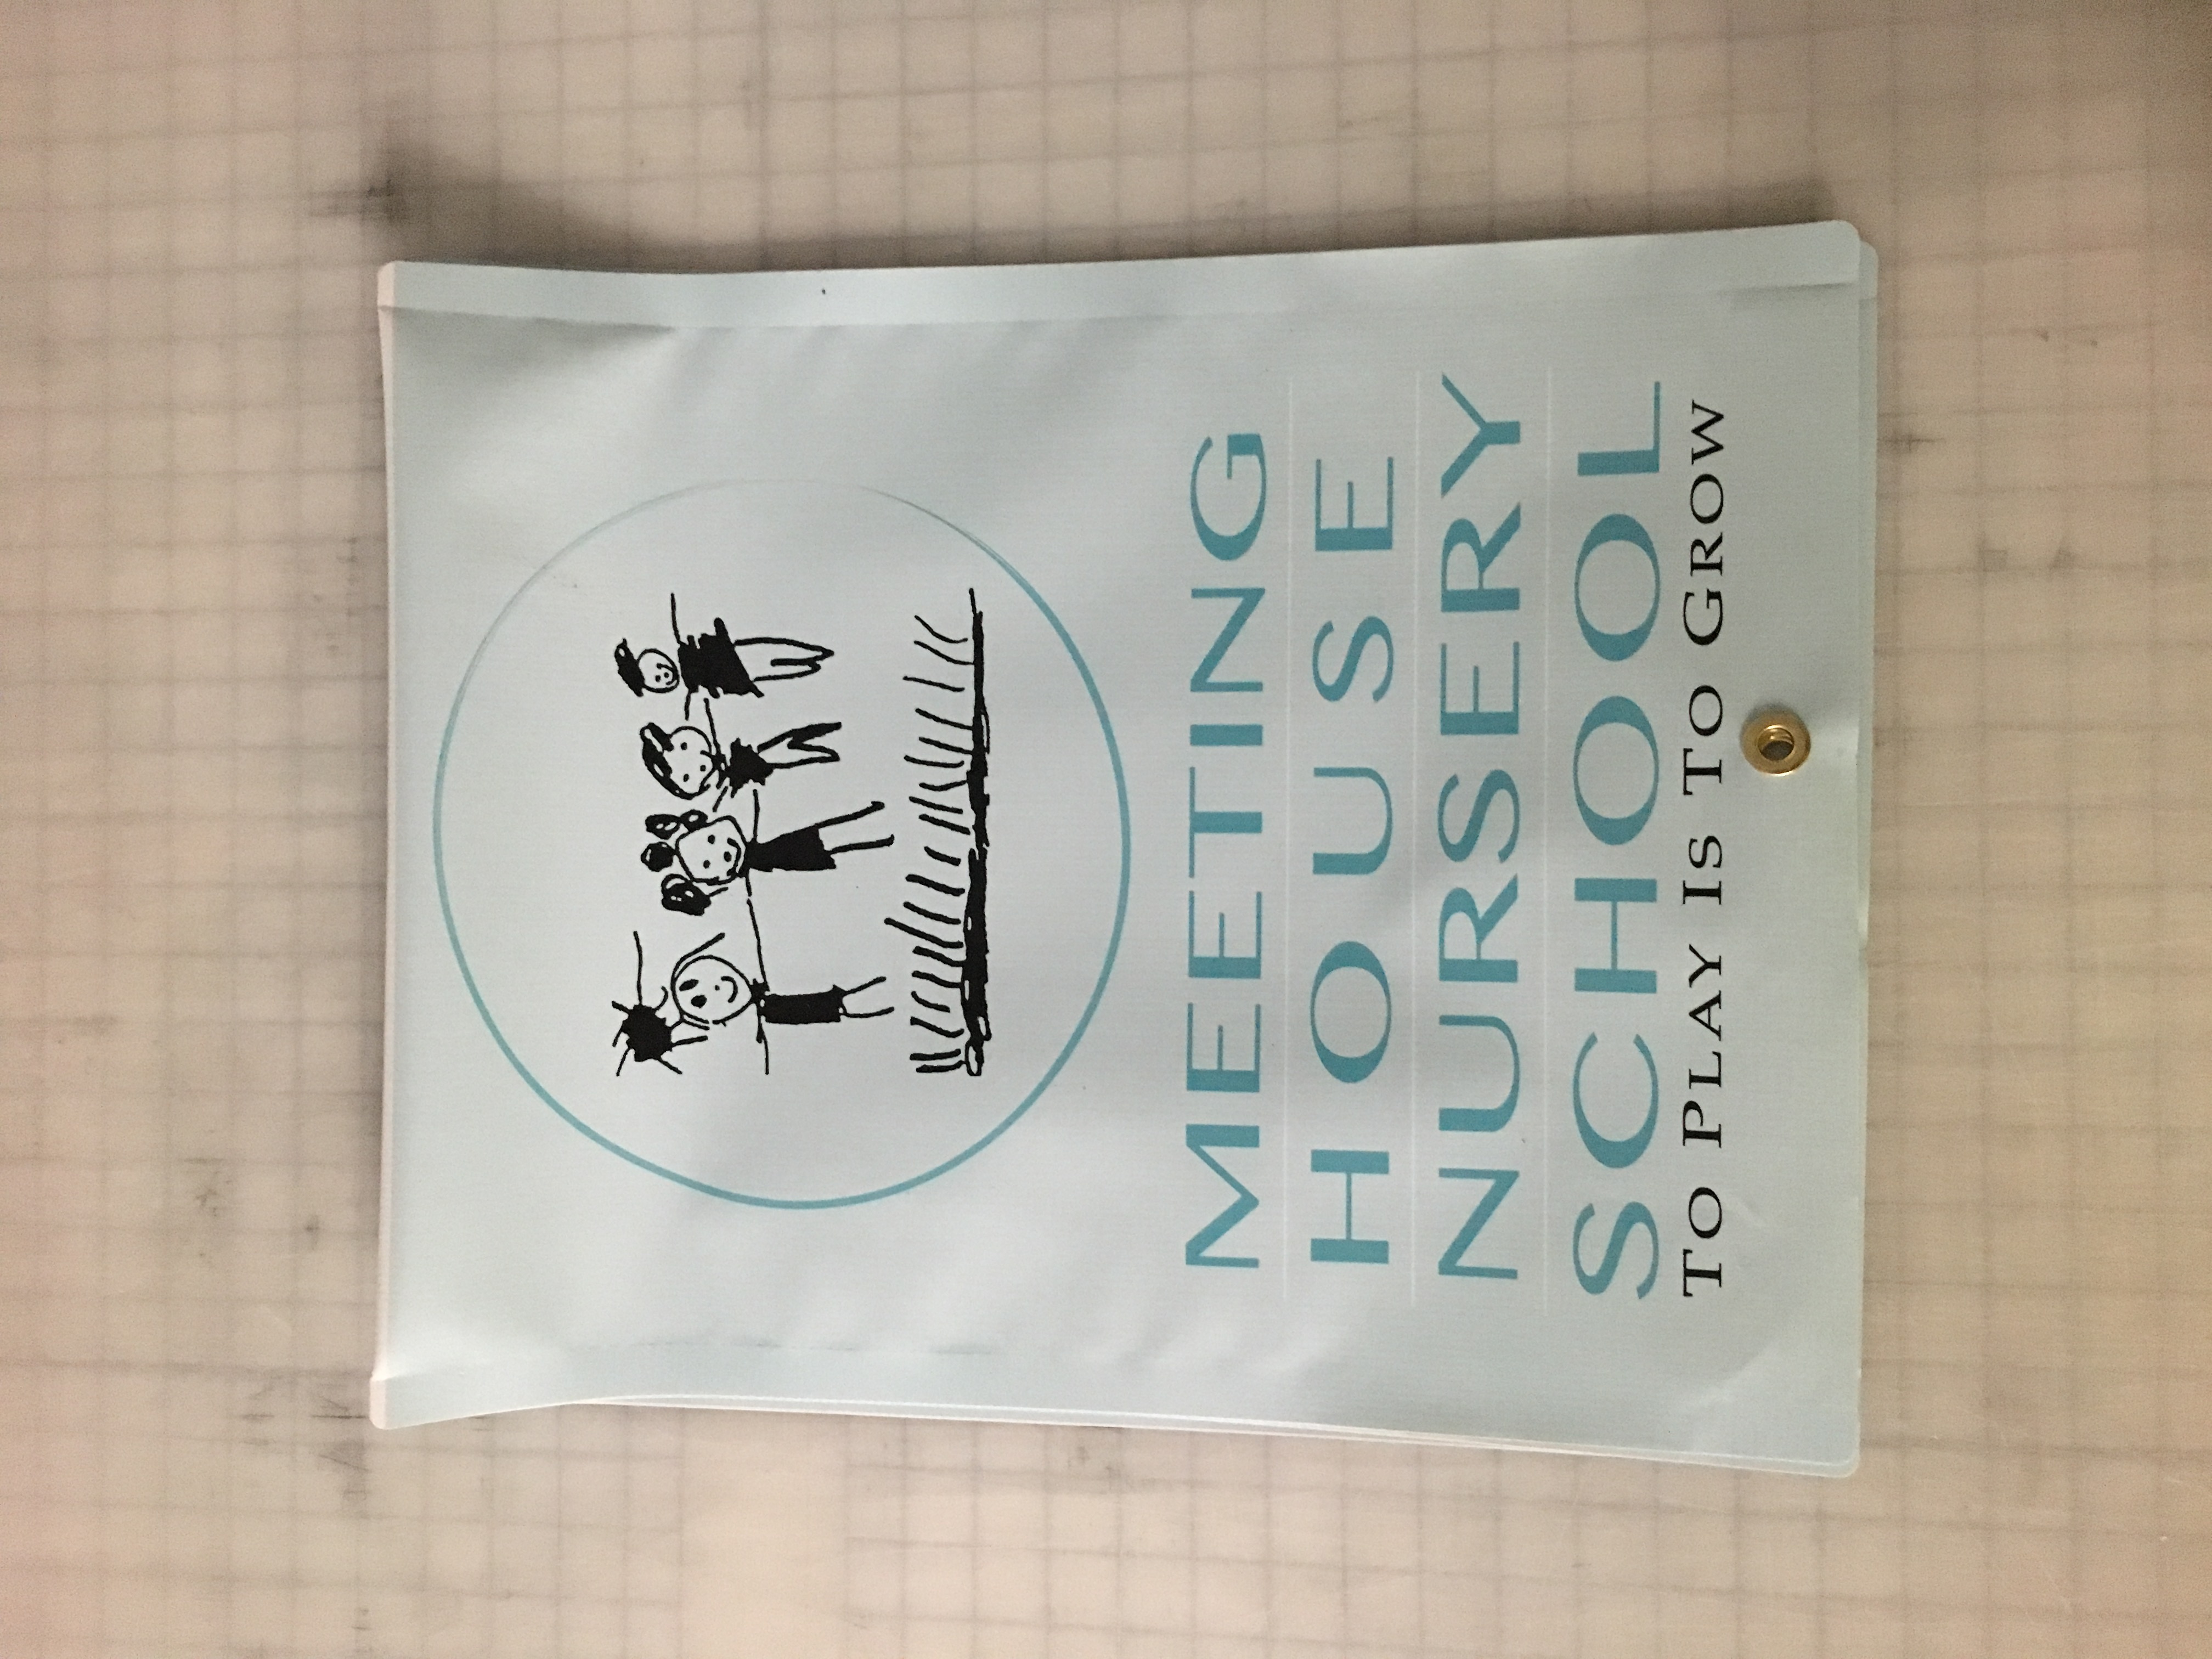 MEETING
HOUSE
NURSERY
SCHOOL
TO PLAY IS TO GROW